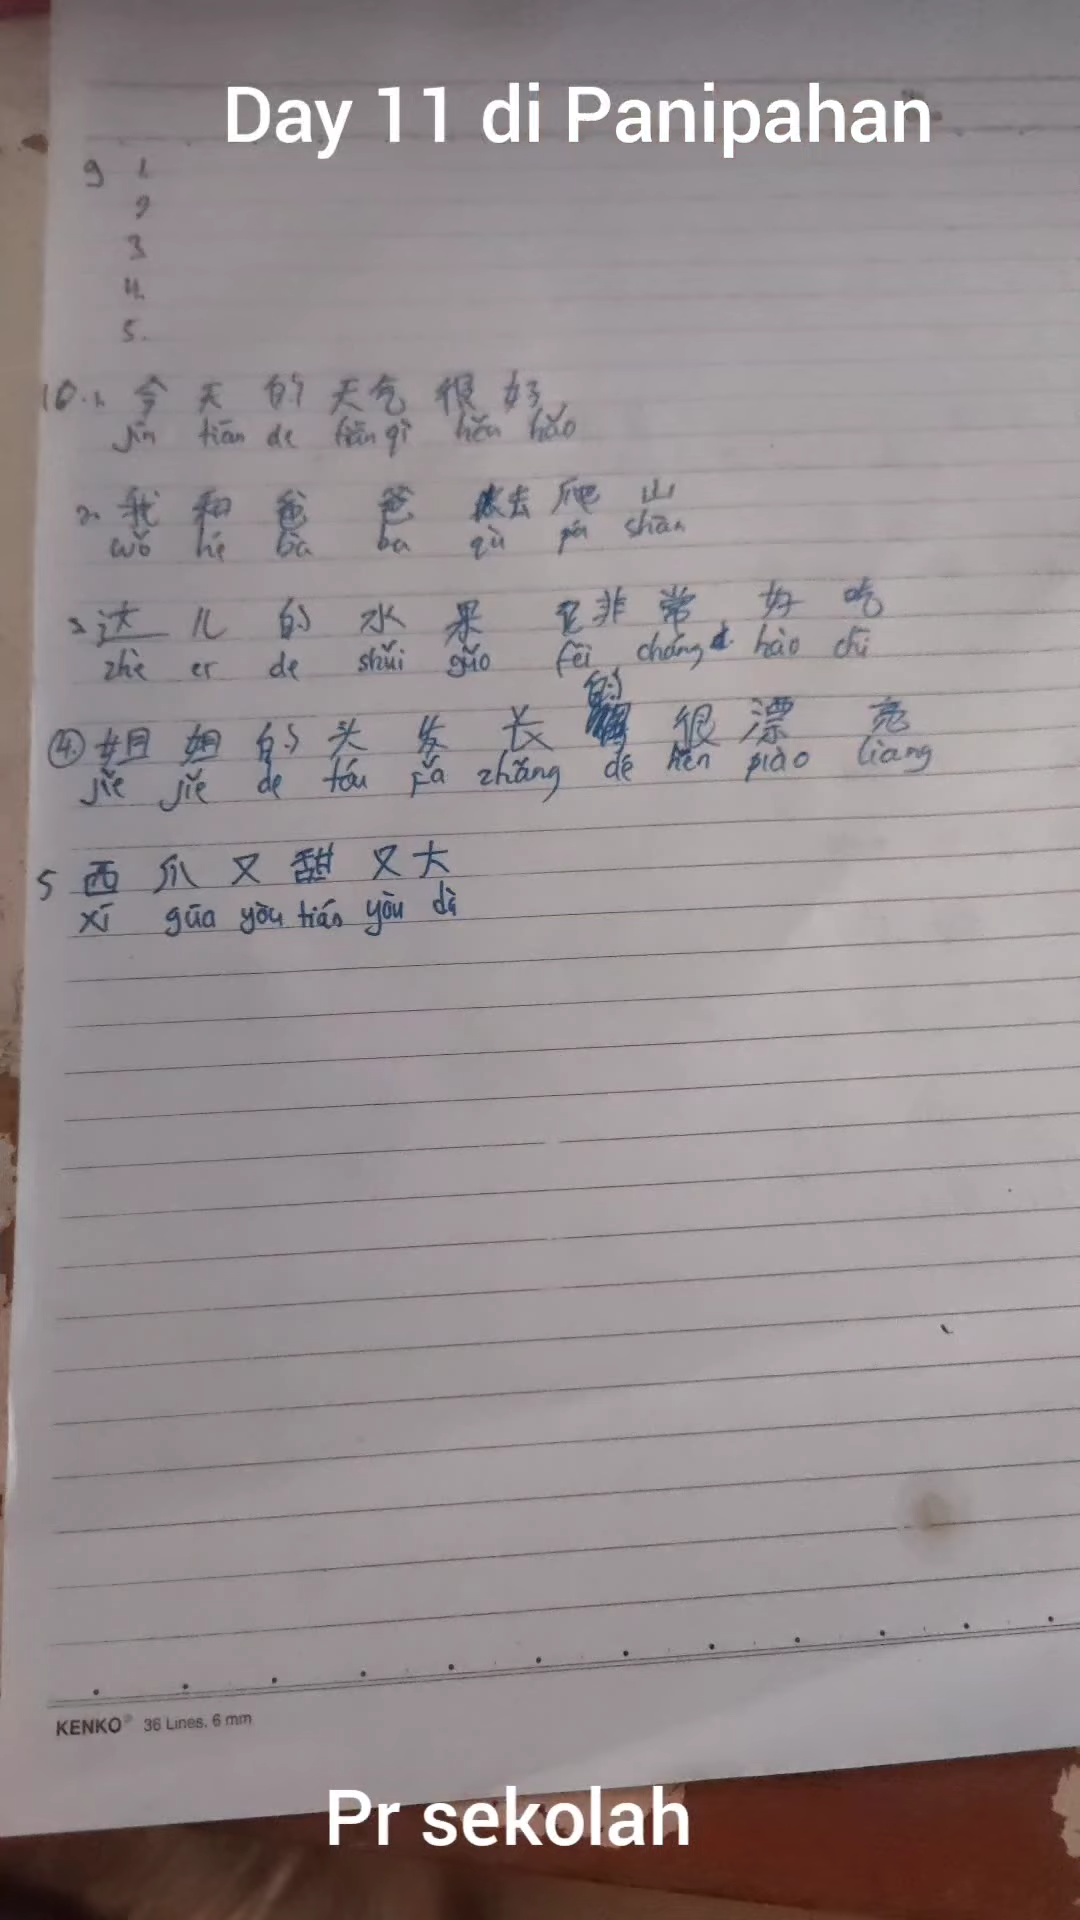 Day 11 di Panipahan
9 1
2
3
4.
5.
10.1. 今 天 的 天气 很 好
jīn tiān de tiān qì hěn hǎo
2. 我 和 爸 爸 去 爬 山
wǒ hé bà ba qù pá shān
3 这 儿 的 水 果 非 常 好 吃
zhè er de shuǐ guǒ fēi cháng hào chī
的
④. 姐 姐 的 头 发 长 很 漂 亮
jiě jiě de tóu fǎ zhǎng dé hěn piào liang
5 西 瓜 又 甜 又 大
xī gūa yòu tián yòu dà
KENKO® 36 Lines, 6 mm
Pr sekolah